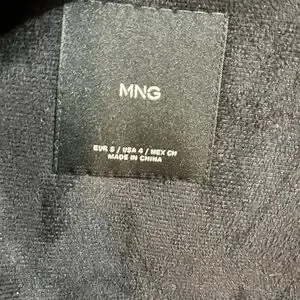 MNG
EUR S / USA 4 / MEX CH
MADE IN CHINA